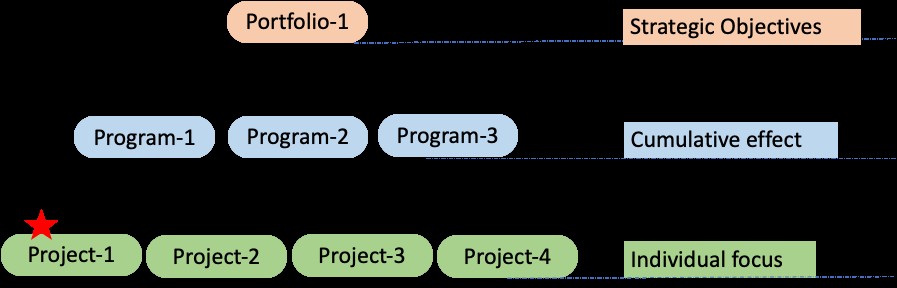 Portfolio-1
Strategic Objectives
Program-1
Program-2
Program-3
Cumulative effect
Project-1
Project-2
Project-3
Project-4
Individual focus